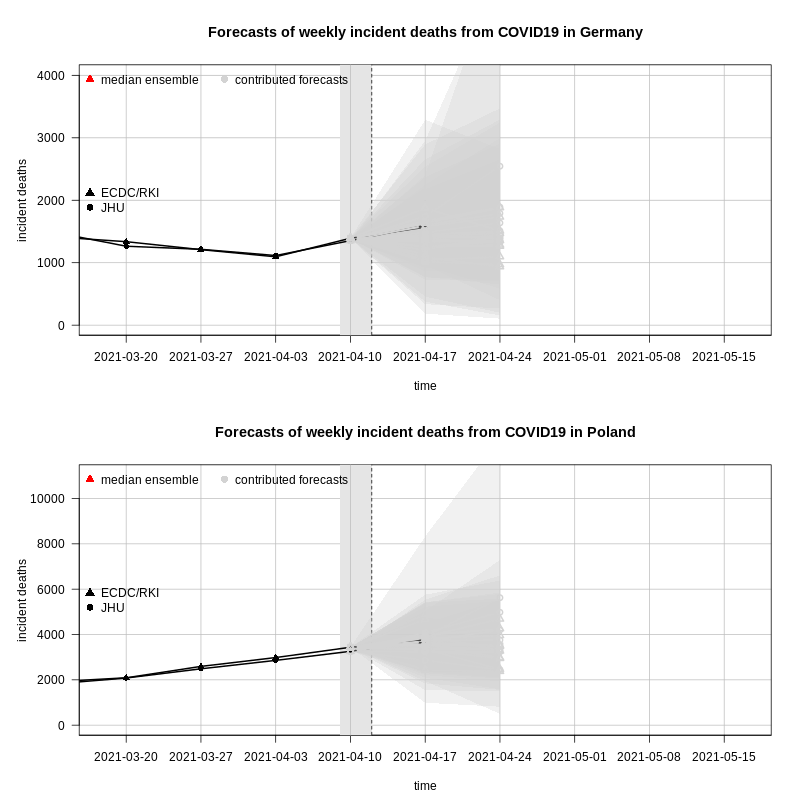 Forecasts of weekly incident deaths from COVID19 in Germany
median ensemble contributed forecasts
ECDC/RKI
JHU
4000
3000
2000
1000
0
incident deaths
2021-03-20 2021-03-27 2021-04-03 2021-04-10 2021-04-17 2021-04-24 2021-05-01 2021-05-08 2021-05-15
time
Forecasts of weekly incident deaths from COVID19 in Poland
median ensemble contributed forecasts
ECDC/RKI
JHU
10000
8000
6000
4000
2000
0
incident deaths
2021-03-20 2021-03-27 2021-04-03 2021-04-10 2021-04-17 2021-04-24 2021-05-01 2021-05-08 2021-05-15
time